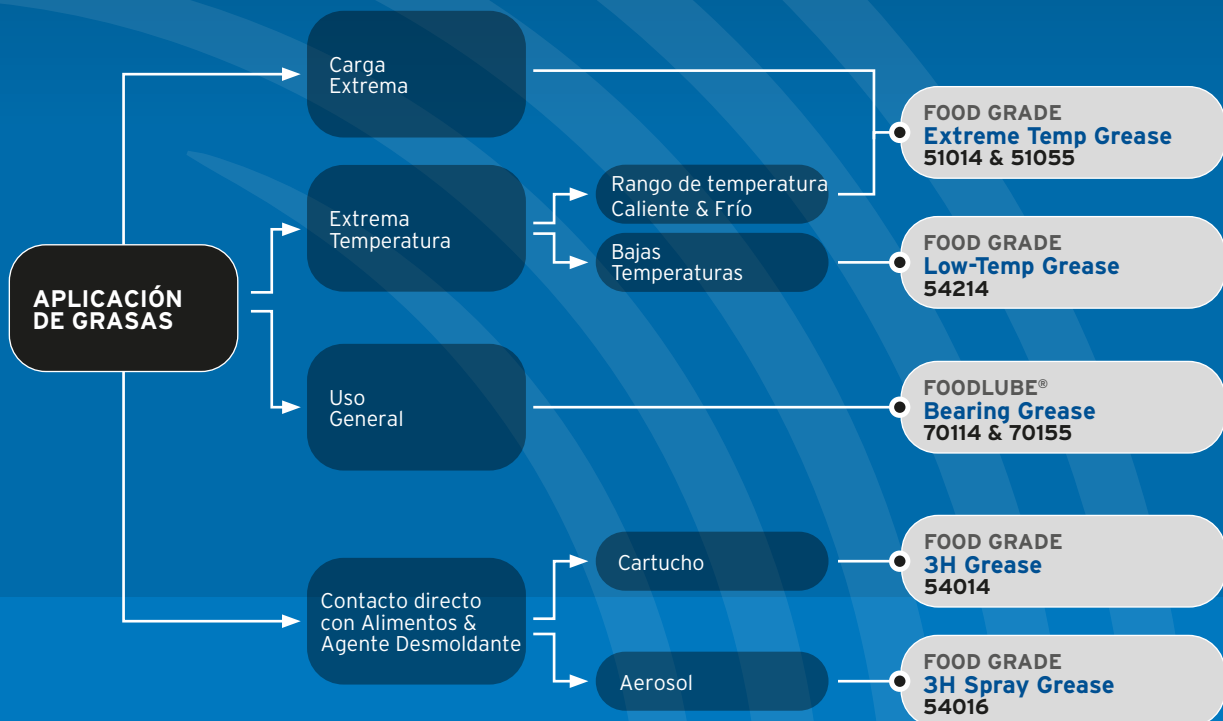 APLICACIÓN
DE GRASAS
Carga
Extrema
FOOD GRADE
Extreme Temp Grease
51014 & 51055
Extrema
Temperatura
Rango de temperatura
Caliente & Frío
Bajas
Temperaturas
FOOD GRADE
Low-Temp Grease
54214
Uso
General
FOODLUBE®
Bearing Grease
70114 & 70155
Contacto directo
con Alimentos &
Agente Desmoldante
Cartucho
FOOD GRADE
3H Grease
54014
Aerosol
FOOD GRADE
3H Spray Grease
54016